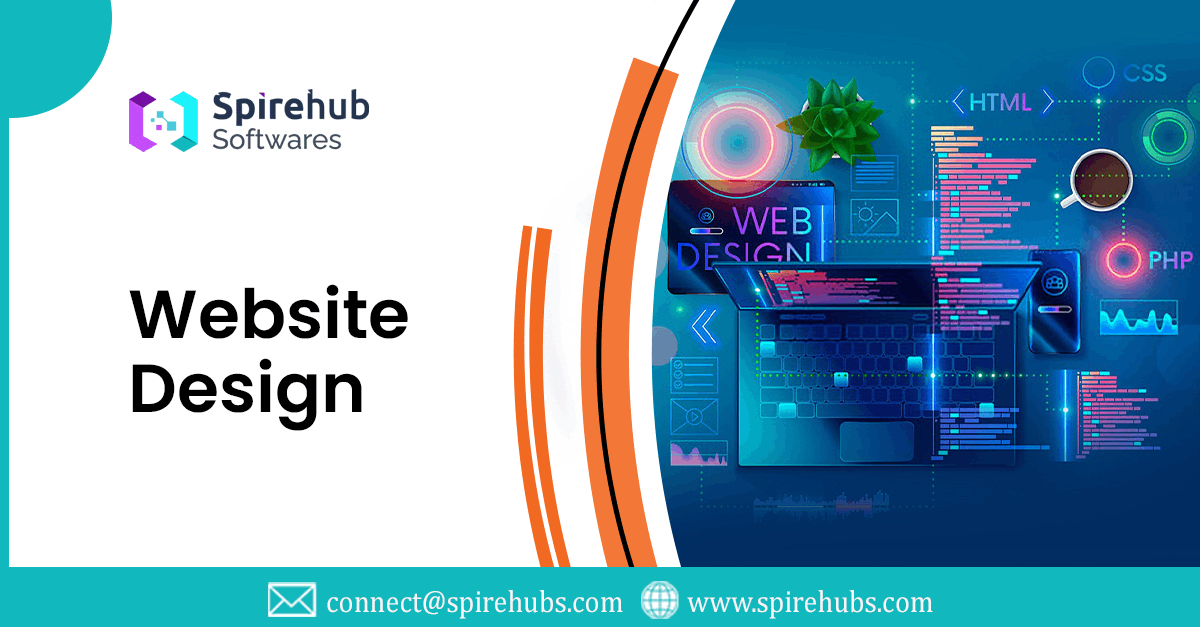 Spirehub
Softwares
Website
Design
WEB
DESIGN
HTML
CSS
PHP
connect@spirehubs.com
www.spirehubs.com